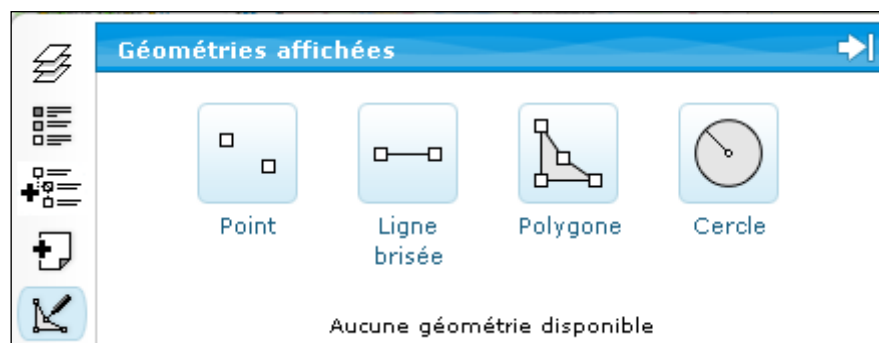 Géométries affichées
Point
Ligne
brisée
Polygone
Cercle
Aucune géométrie disponible